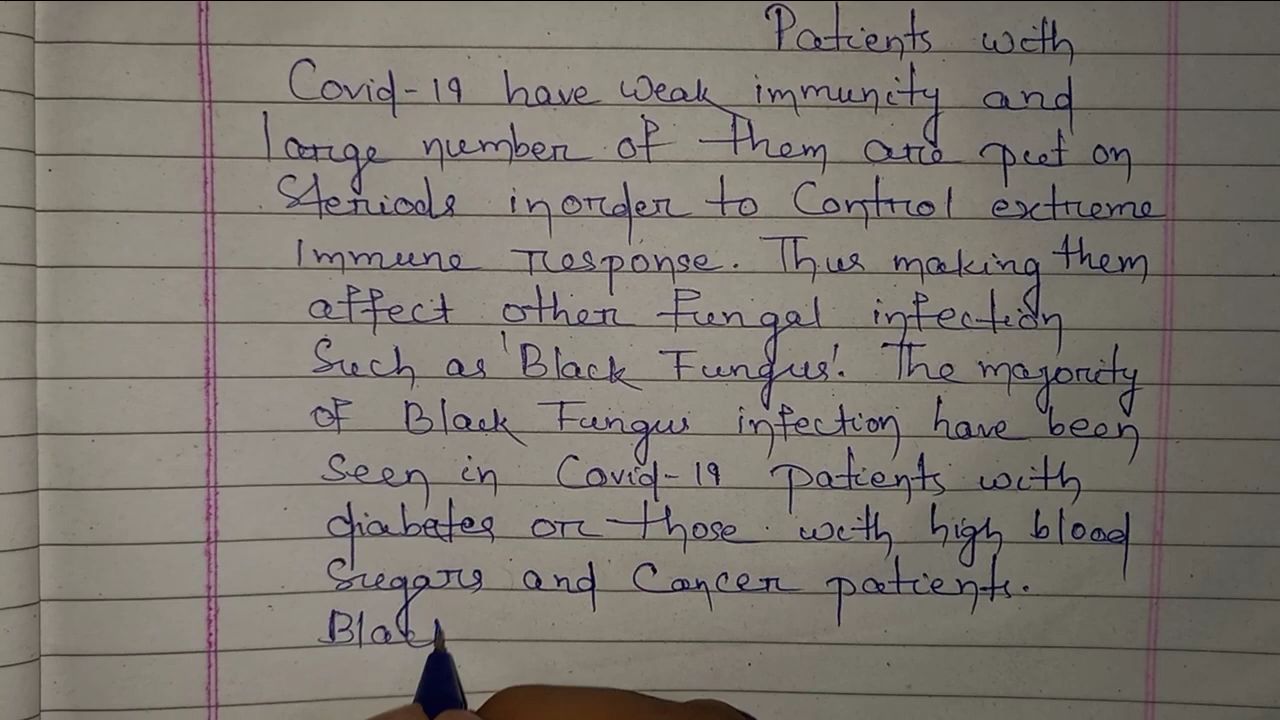 Patients with
Covid-19 have weak immunity and
large number of them are put on
Steriods inorder to Control extreme
Immune response. Thus making them
affect other fungal infection
Such as 'Black Fungus'. The majority
of Black Fungus infection have been
seen in Covid-19 patients with
diabetes or those with high blood
Sugars and Cancer patients.
Blac